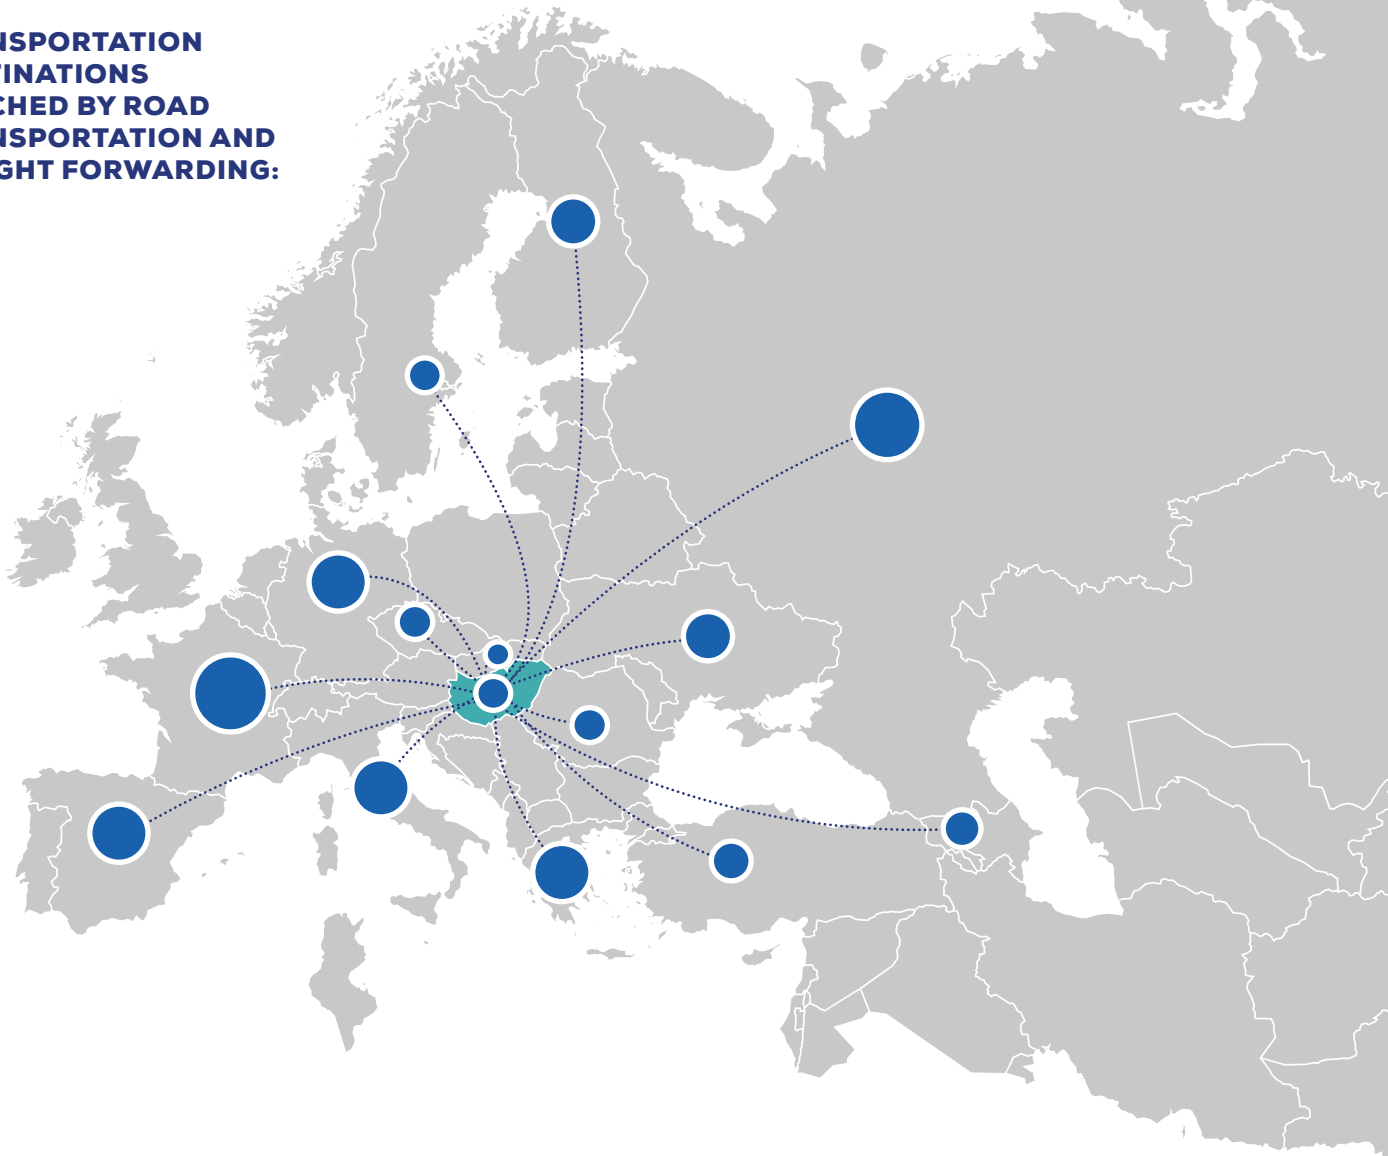 NSPORTATION
TINATIONS
CHED BY ROAD
NSPORTATION AND
GHT FORWARDING: